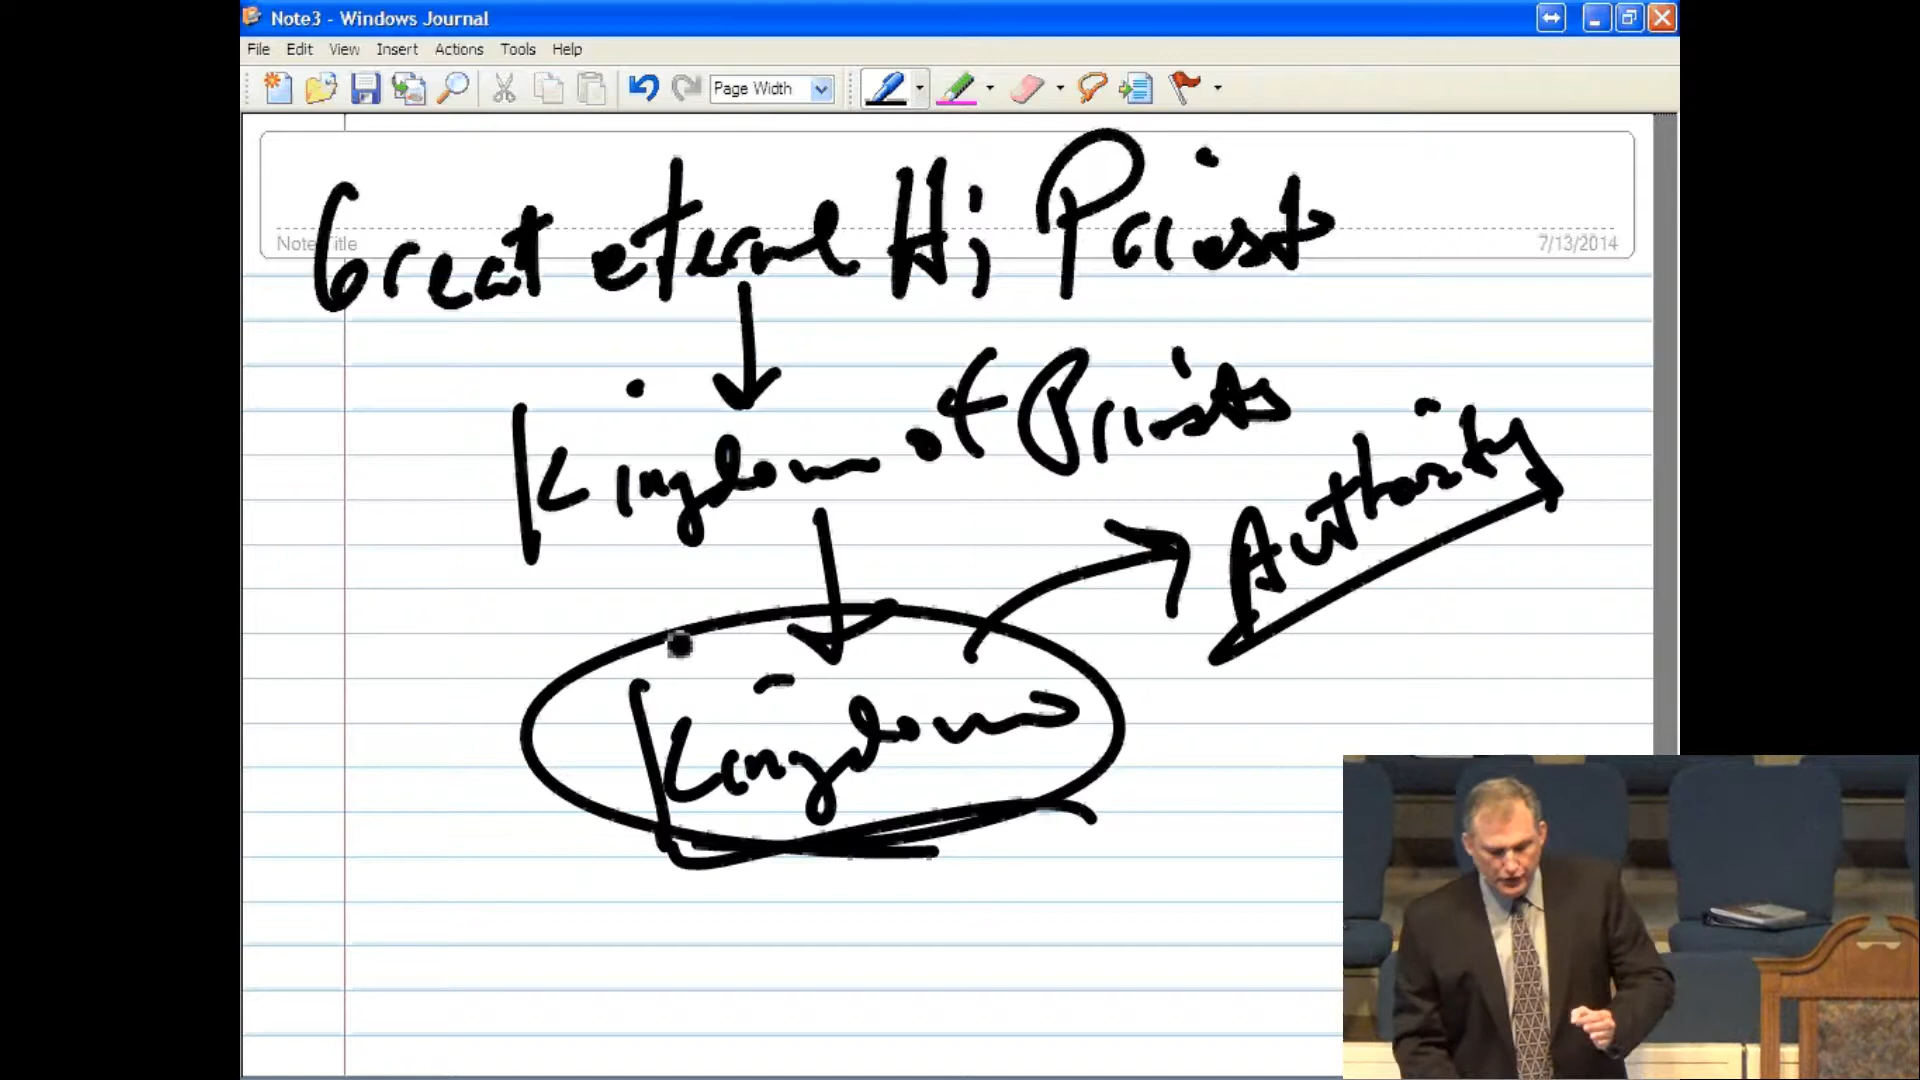 Note3 - Windows Journal
File Edit View Insert Actions Tools Help
Page Width
Note Title
7/13/2014
Great eternal Hi Priest
Kingdom of Priests
Authority
Kingdom